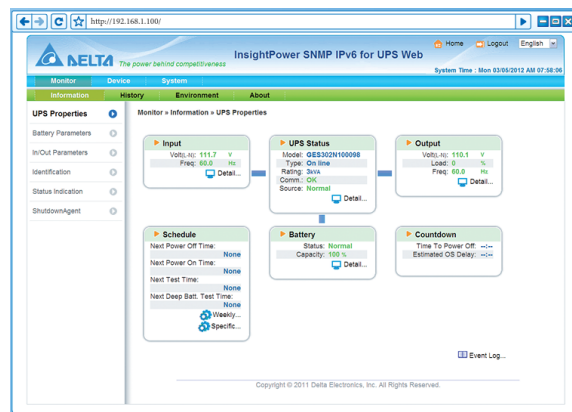 http://192.168.1.100/
DELTA
The power behind competitiveness
InsightPower SNMP IPv6 for UPS Web
Home
Logout
English
System Time : Mon 03/05/2012 AM 07:58:06
Monitor
Device
System
Information
History
Environment
About
UPS Properties
Battery Parameters
In/Out Parameters
Identification
Status Indication
ShutdownAgent
Monitor » Information » UPS Properties
Input
Volt(L-N): 111.7 V
Freq: 60.0 Hz
Detail...
UPS Status
Model: GES302N100098
Type: On line
Rating: 3kVA
Comm.: OK
Source: Normal
Detail...
Output
Volt(L-N): 110.1 V
Load: 0 %
Freq: 60.0 Hz
Detail...
Schedule
Next Power Off Time:
None
Next Power On Time:
None
Next Test Time:
None
Next Deep Batt. Test Time:
None
Weekly...
Specific...
Battery
Status: Normal
Capacity: 100 %
Detail...
Countdown
Time To Power Off: --:--
Estimated OS Delay: --:--
Event Log...
Copyright © 2011 Delta Electronics, Inc. All Rights Reserved.